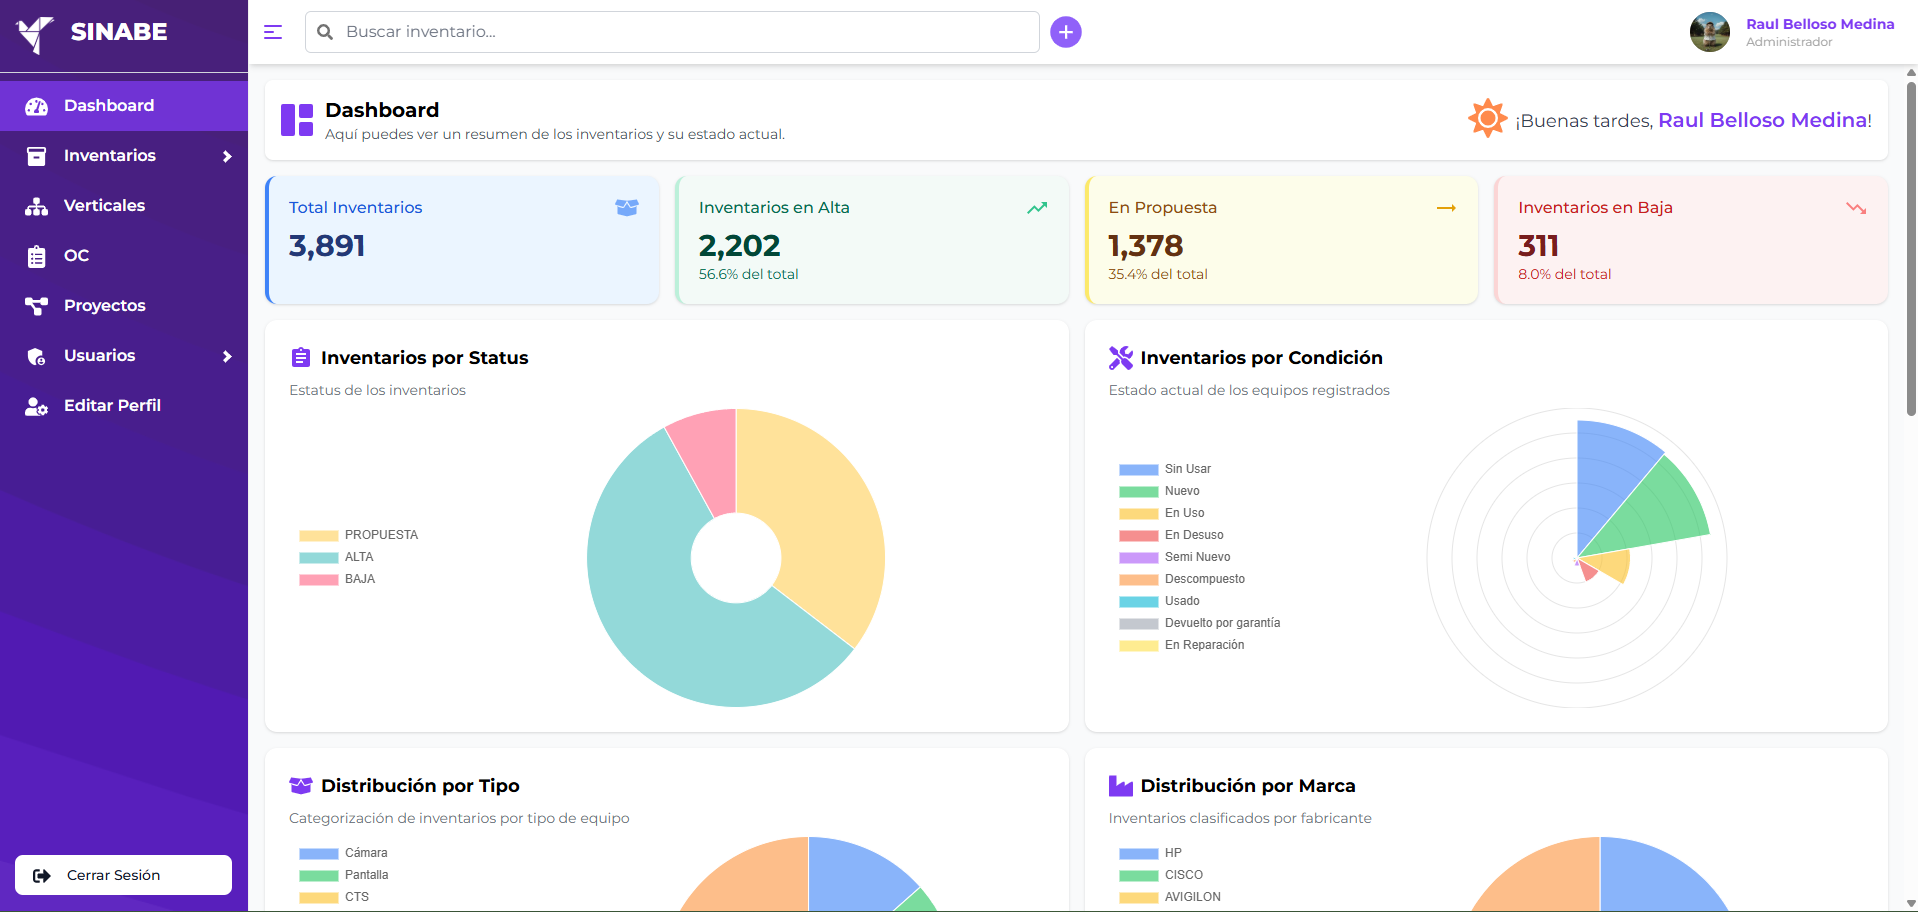 SINABE
Dashboard
Inventarios
Verticales
OC
Proyectos
Usuarios
Editar Perfil
Cerrar Sesión
Buscar inventario...
Raul Belloso Medina
Administrador
Dashboard
Aquí puedes ver un resumen de los inventarios y su estado actual.
¡Buenas tardes, Raul Belloso Medina!
Total Inventarios
3,891
Inventarios en Alta
2,202
56.6% del total
En Propuesta
1,378
35.4% del total
Inventarios en Baja
311
8.0% del total
Inventarios por Status
Estatus de los inventarios
PROPUESTA
ALTA
BAJA
Inventarios por Condición
Estado actual de los equipos registrados
Sin Usar
Nuevo
En Uso
En Desuso
Semi Nuevo
Descompuesto
Usado
Devuelto por garantía
En Reparación
Distribución por Tipo
Categorización de inventarios por tipo de equipo
Cámara
Pantalla
CTS
Distribución por Marca
Inventarios clasificados por fabricante
HP
CISCO
AVIGILON